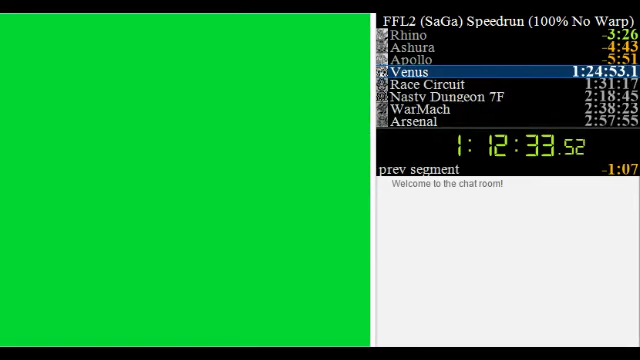 FFL2 (SaGa) Speedrun (100% No Warp)
Rhino -3:26
Ashura -4:43
Apollo -5:51
Venus 1:24:53.1
Race Circuit 1:31:17
Nasty Dungeon 7F 2:18:45
WarMach 2:38:23
Arsenal 2:57:55
1:12:33.52
prev segment -1:07
Welcome to the chat room!